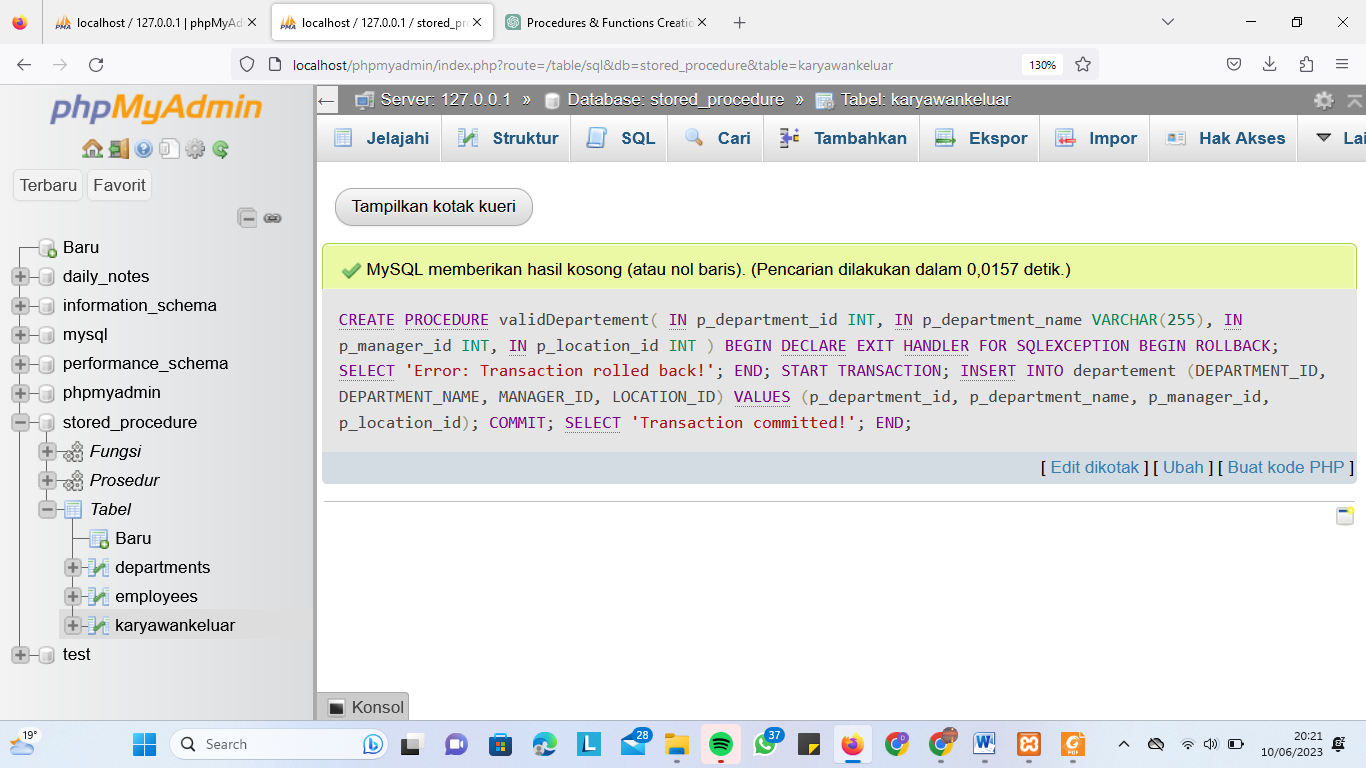 localhost / 127.0.0.1 | phpMyAd
localhost / 127.0.0.1 / stored_pro
Procedures & Functions Creatio
localhost/phpmyadmin/index.php?route=/table/sql&db=stored_procedure&table=karyawankeluar
130%
phpMyAdmin
Terbaru
Favorit
Baru
daily_notes
information_schema
mysql
performance_schema
phpmyadmin
stored_procedure
Fungsi
Prosedur
Tabel
Baru
departments
employees
karyawankeluar
test
Server: 127.0.0.1 » Database: stored_procedure » Tabel: karyawankeluar
Jelajahi Struktur SQL Cari Tambahkan Ekspor Impor Hak Akses Lai
Tampilkan kotak kueri
MySQL memberikan hasil kosong (atau nol baris). (Pencarian dilakukan dalam 0,0157 detik.)
CREATE PROCEDURE validDepartement( IN p_department_id INT, IN p_department_name VARCHAR(255), IN
p_manager_id INT, IN p_location_id INT ) BEGIN DECLARE EXIT HANDLER FOR SQLEXCEPTION BEGIN ROLLBACK;
SELECT 'Error: Transaction rolled back!'; END; START TRANSACTION; INSERT INTO departement (DEPARTMENT_ID,
DEPARTMENT_NAME, MANAGER_ID, LOCATION_ID) VALUES (p_department_id, p_department_name, p_manager_id,
p_location_id); COMMIT; SELECT 'Transaction committed!'; END;
[ Edit dikotak ] [ Ubah ] [ Buat kode PHP ]
Konsol
19°
Search
28
37
20:21
10/06/2023